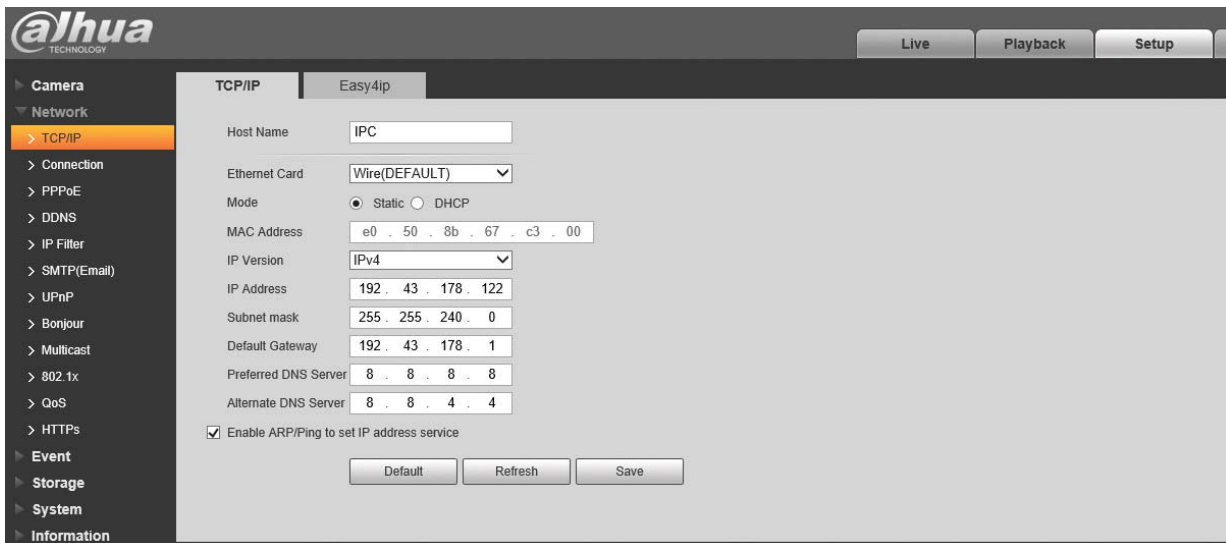 alhua
TECHNOLOGY
Live Playback Setup
Camera
Network
> TCP/IP
> Connection
> PPPoE
> DDNS
> IP Filter
> SMTP(Email)
> UPnP
> Bonjour
> Multicast
> 802.1x
> QoS
> HTTPs
Event
Storage
System
Information
TCP/IP Easy4ip
Host Name IPC
Ethernet Card Wire(DEFAULT)
Mode Static DHCP
MAC Address e0 . 50 . 8b . 67 . c3 . 00
IP Version IPv4
IP Address 192 . 43 . 178 . 122
Subnet mask 255 . 255 . 240 . 0
Default Gateway 192 . 43 . 178 . 1
Preferred DNS Server 8 . 8 . 8 . 8
Alternate DNS Server 8 . 8 . 4 . 4
Enable ARP/Ping to set IP address service
Default Refresh Save